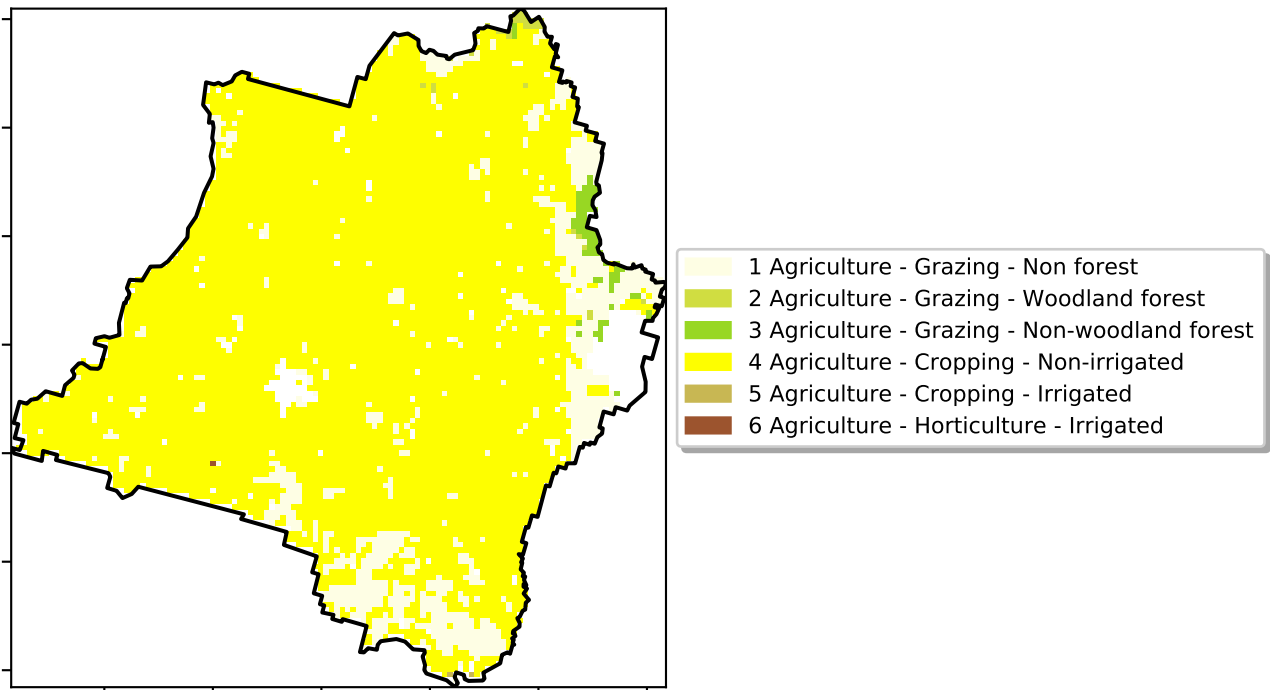 1 Agriculture - Grazing - Non forest
2 Agriculture - Grazing - Woodland forest
3 Agriculture - Grazing - Non-woodland forest
4 Agriculture - Cropping - Non-irrigated
5 Agriculture - Cropping - Irrigated
6 Agriculture - Horticulture - Irrigated